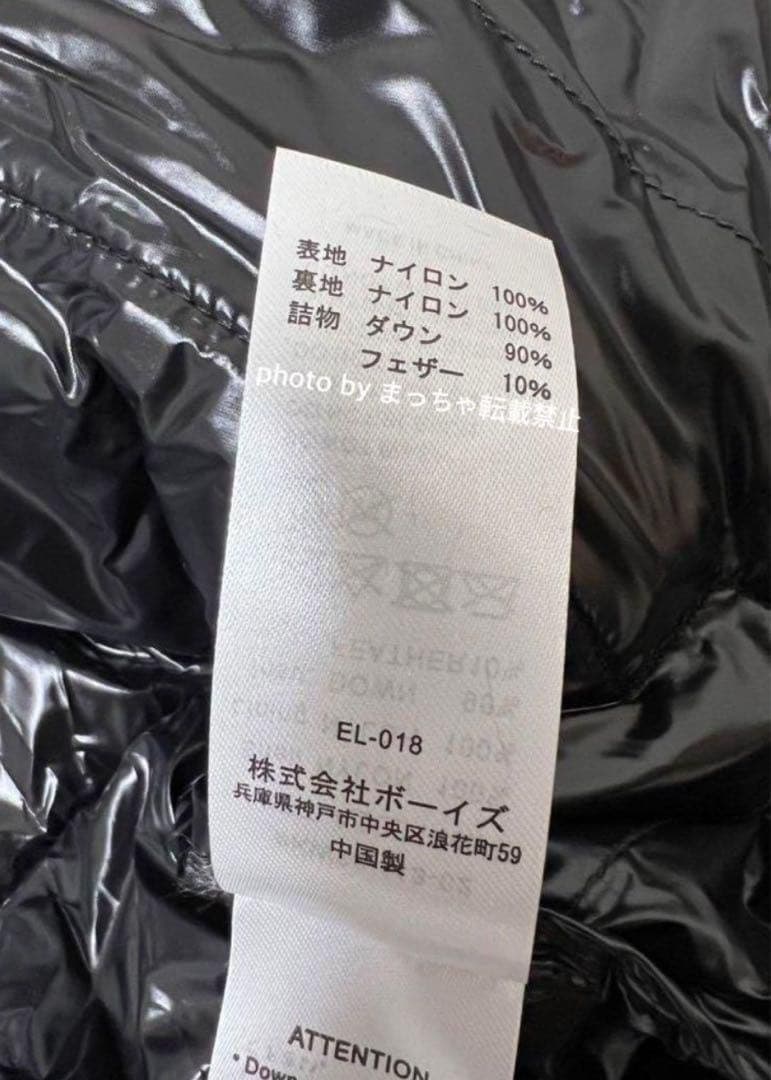 表地 ナイロン 100%
裏地 ナイロン 100%
詰物 ダウン 90%
フェザー 10%
photo by まっちゃ転載禁止
EL-018
株式会社ボーイズ
兵庫県神戸市中央区浪花町59
中国製
ATTENTION
* Down